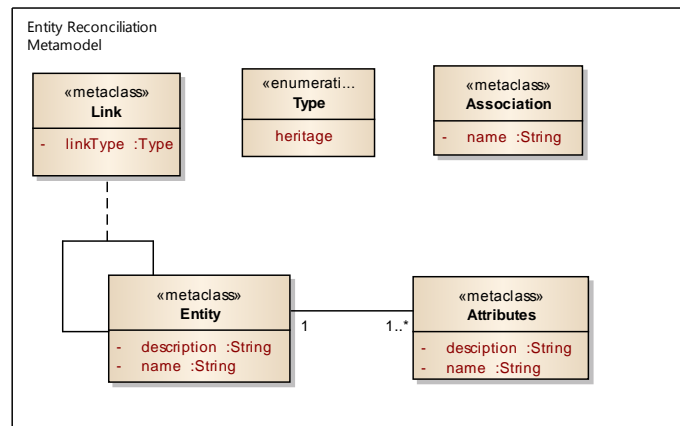 Entity Reconciliation
Metamodel
«metaclass»
Link
- linkType :Type
«enumerati...
Type
heritage
«metaclass»
Association
- name :String
«metaclass»
Entity
- description :String
- name :String
1
1..*
«metaclass»
Attributes
- desciption :String
- name :String